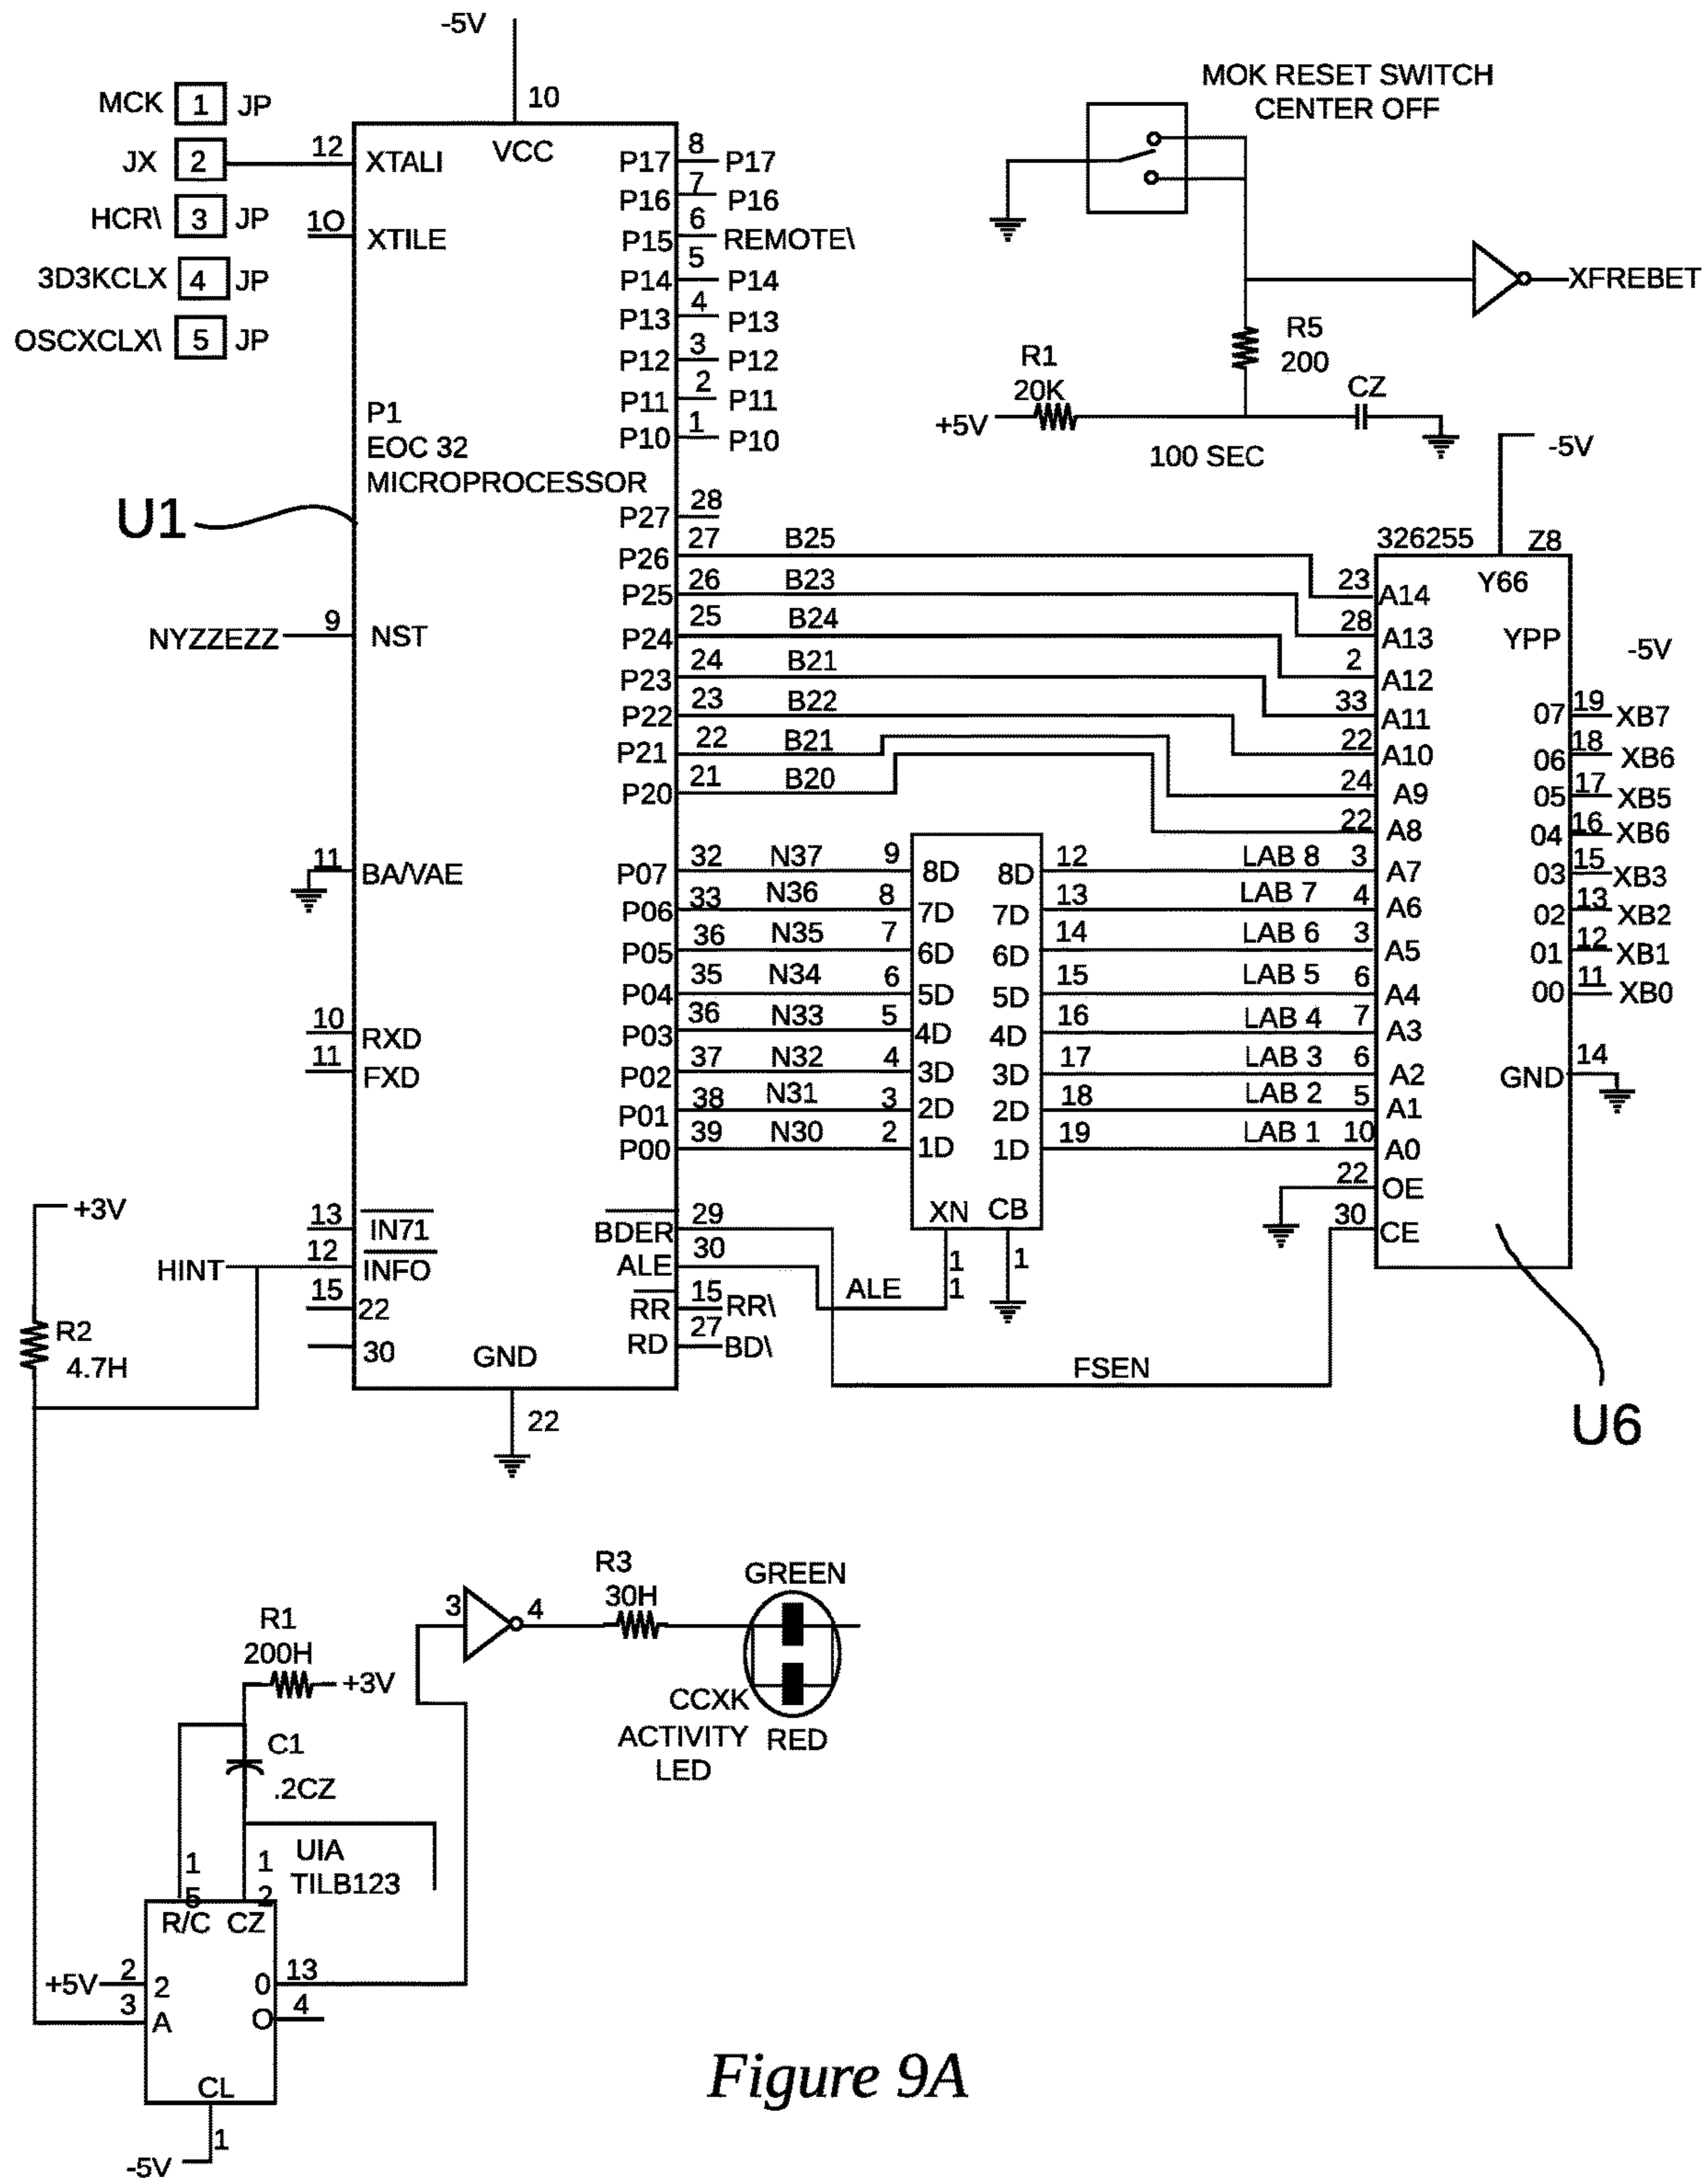 -5V
10
MCK 1 JP
JX 2
HCR\ 3 JP
3D3KCLX 4 JP
OSCXCLX\ 5 JP
12 XTALI
VCC
1O XTILE
P1
EOC 32
MICROPROCESSOR
U1
NYZZEZZ 9 NST
11 BA/VAE
10 RXD
11 FXD
13 IN71
HINT 12 INFO
15 22
30
GND
22
+3V
R2
4.7H
P17 8 P17
P16 7 P16
P15 6 REMOTE\
P14 5 P14
P13 4 P13
P12 3 P12
P11 2 P11
P10 1 P10
P27 28
P26 27 B25
P25 26 B23
P24 25 B24
P23 24 B21
P22 23 B22
P21 22 B21
P20 21 B20
P07 32 N37 9 8D
P06 33 N36 8 7D
P05 36 N35 7 6D
P04 35 N34 6 5D
P03 36 N33 5 4D
P02 37 N32 4 3D
P01 38 N31 3 2D
P00 39 N30 2 1D
BDER 29
ALE 30
RR 15 RR\
RD 27 BD\
ALE
XN CB
1
1
1
FSEN
8D 12 LAB 8 3 A7
7D 13 LAB 7 4 A6
6D 14 LAB 6 3 A5
5D 15 LAB 5 6 A4
4D 16 LAB 4 7 A3
3D 17 LAB 3 6 A2
2D 18 LAB 2 5 A1
1D 19 LAB 1 10 A0
22 OE
30 CE
MOK RESET SWITCH
CENTER OFF
XFREBET
R5
200
R1
20K
+5V
CZ
100 SEC
-5V
326255 Z8
Y66
YPP -5V
23 A14
28 A13
2 A12
33 A11
22 A10
24 A9
22 A8
07 19 XB7
06 18 XB6
05 17 XB5
04 16 XB6
03 15 XB3
02 13 XB2
01 12 XB1
00 11 XB0
GND 14
U6
R1
200H
+3V
C1
.2CZ
UIA
TILB123
1
5
1
2
R/C CZ
+5V 2 2
3 A
0 13
O 4
CL
1
-5V
3 4
R3
30H
GREEN
CCXK
ACTIVITY
LED
RED
Figure 9A